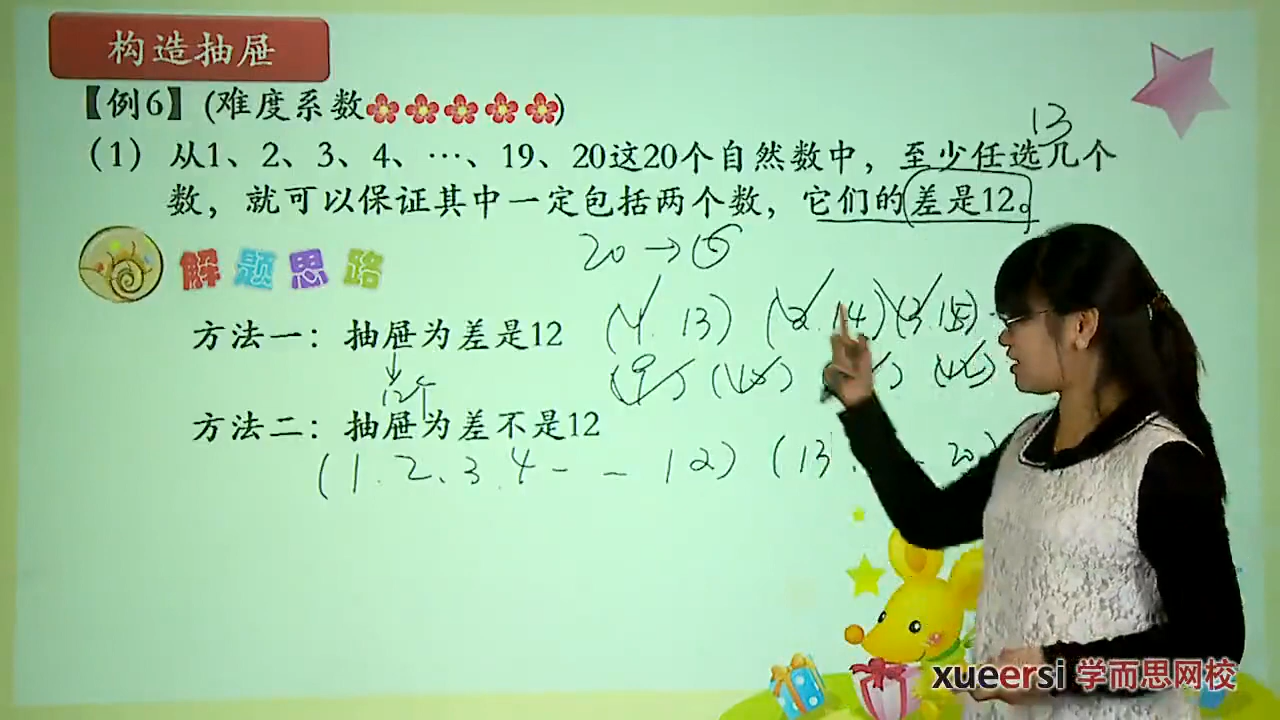 构造抽屉
【例6】(难度系数)
13
（1）从1、2、3、4、…、19、20这20个自然数中，至少任选几个
数，就可以保证其中一定包括两个数，它们的差是12。
解题思路
20→
方法一：抽屉为差是12
(1. 13) (2. 14) (3. 15)
(9) (10) (12)
12个
方法二：抽屉为差不是12
(1. 2. 3. 4 - - 12) (13 . - 20)
xueersi 学而思网校